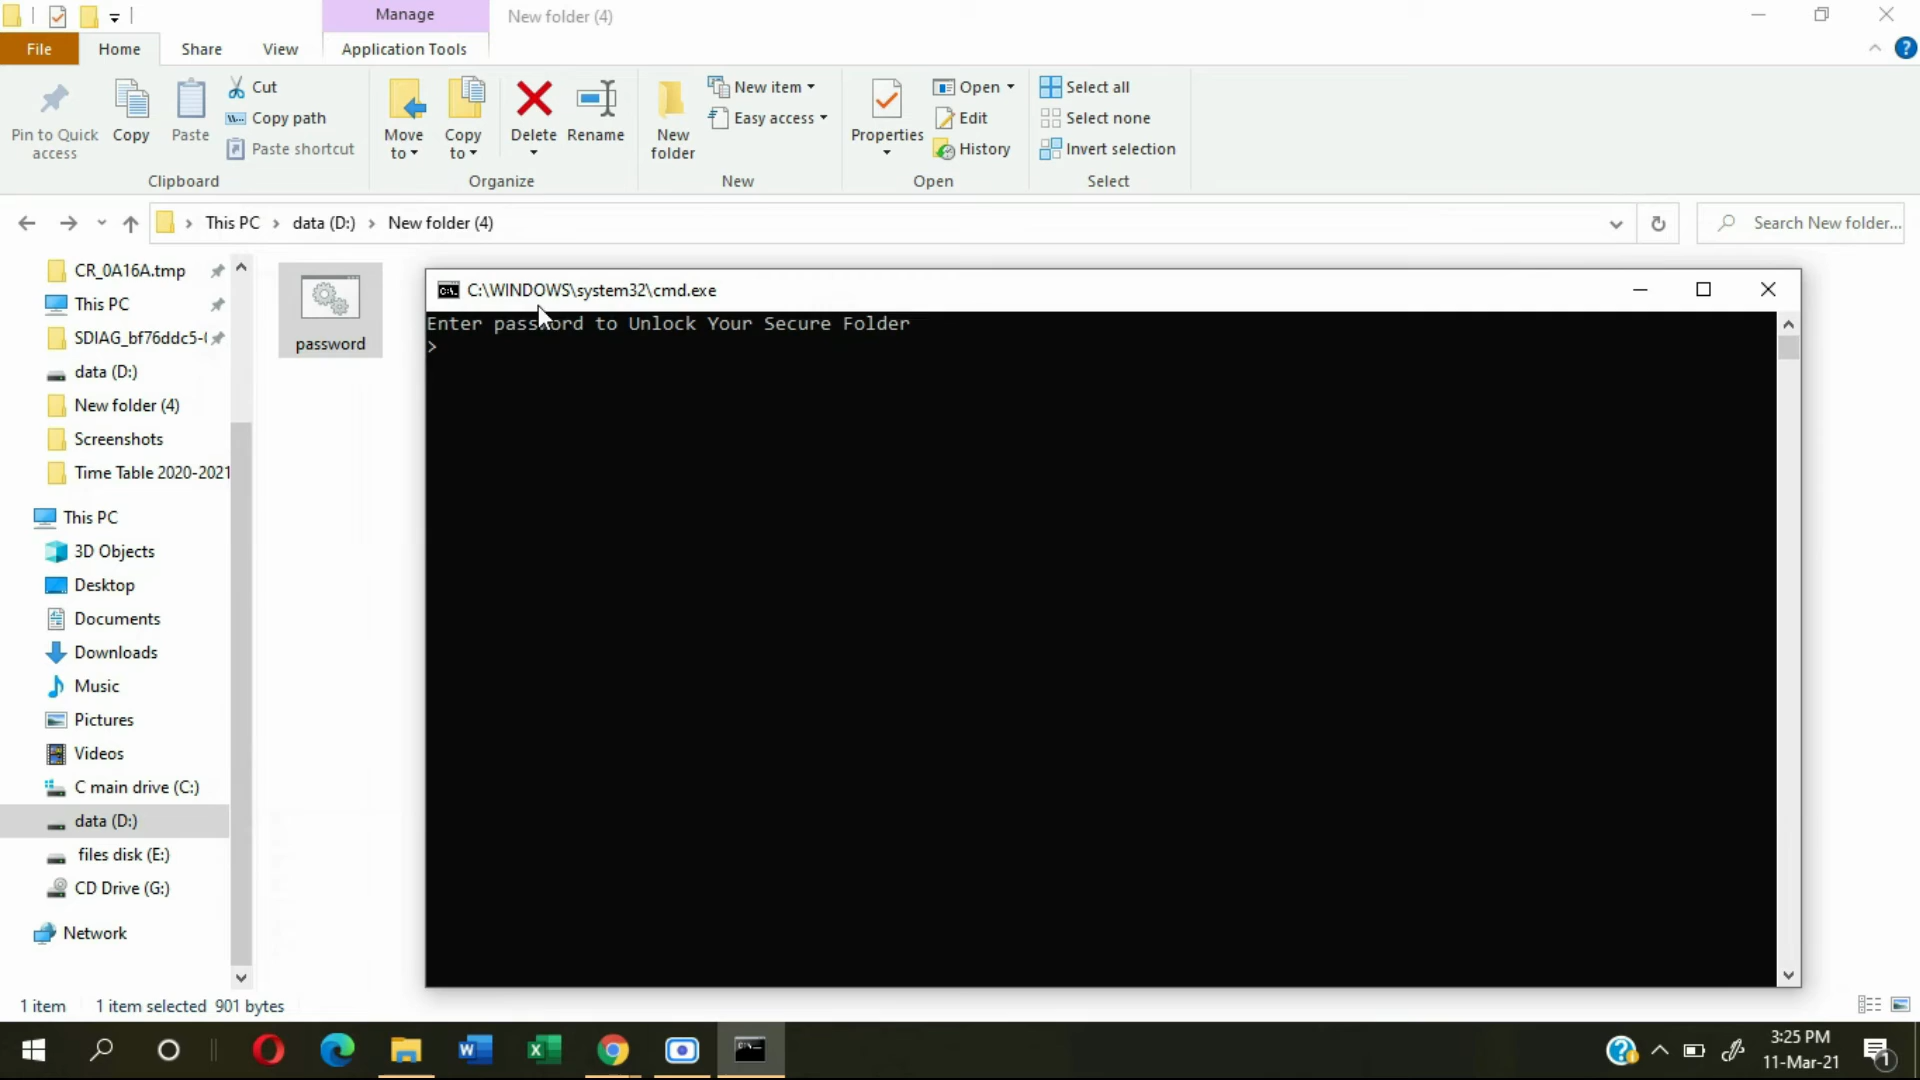 Manage
New folder (4)
File
Home
Share
View
Application Tools
Pin to Quick
access
Copy
Paste
Cut
Copy path
Paste shortcut
Clipboard
Move
to
Copy
to
Delete
Rename
Organize
New
folder
New item
Easy access
New
Properties
Open
Edit
History
Open
Select all
Select none
Invert selection
Select
This PC
data (D:)
New folder (4)
Search New folder...
CR_0A16A.tmp
This PC
SDIAG_bf76ddc5-
data (D:)
New folder (4)
Screenshots
Time Table 2020-2021
This PC
3D Objects
Desktop
Documents
Downloads
Music
Pictures
Videos
C main drive (C:)
data (D:)
files disk (E:)
CD Drive (G:)
Network
password
C:\WINDOWS\system32\cmd.exe
Enter password to Unlock Your Secure Folder
>
1 item
1 item selected 901 bytes
3:25 PM
11-Mar-21
1